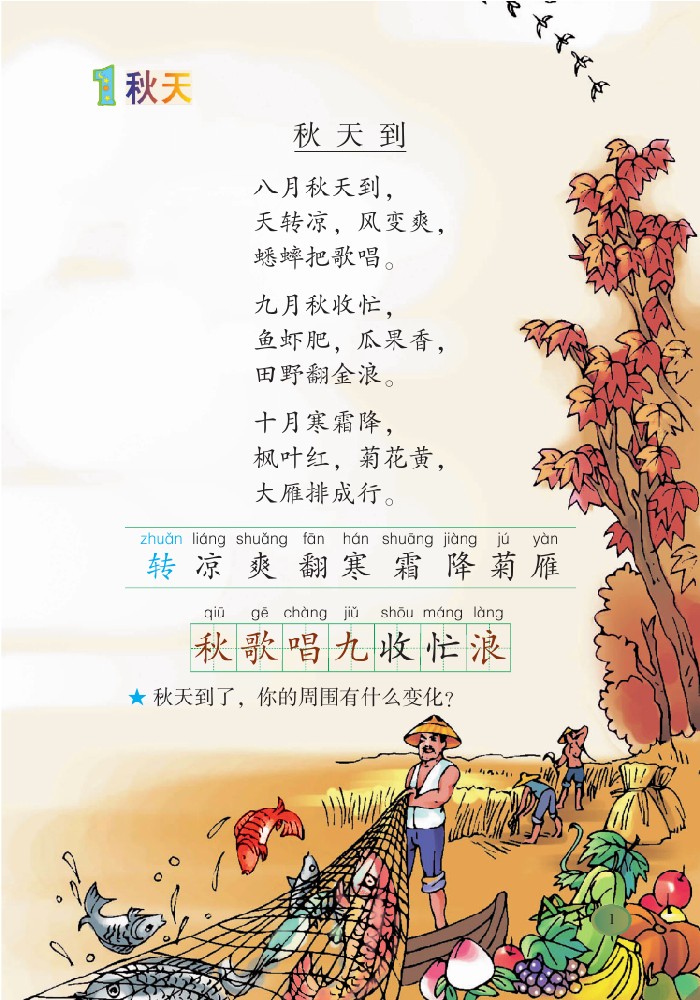 1秋天
秋天到
八月秋天到，
天转凉，风变爽，
蟋蟀把歌唱。
九月秋收忙，
鱼虾肥，瓜果香，
田野翻金浪。
十月寒霜降，
枫叶红，菊花黄，
大雁排成行。
zhuǎn liáng shuǎng fān hán shuāng jiàng jú yàn
转 凉 爽 翻 寒 霜 降 菊 雁
qiū gē chàng jiǔ shōu máng làng
秋 歌 唱 九 收 忙 浪
★ 秋天到了，你的周围有什么变化？
1